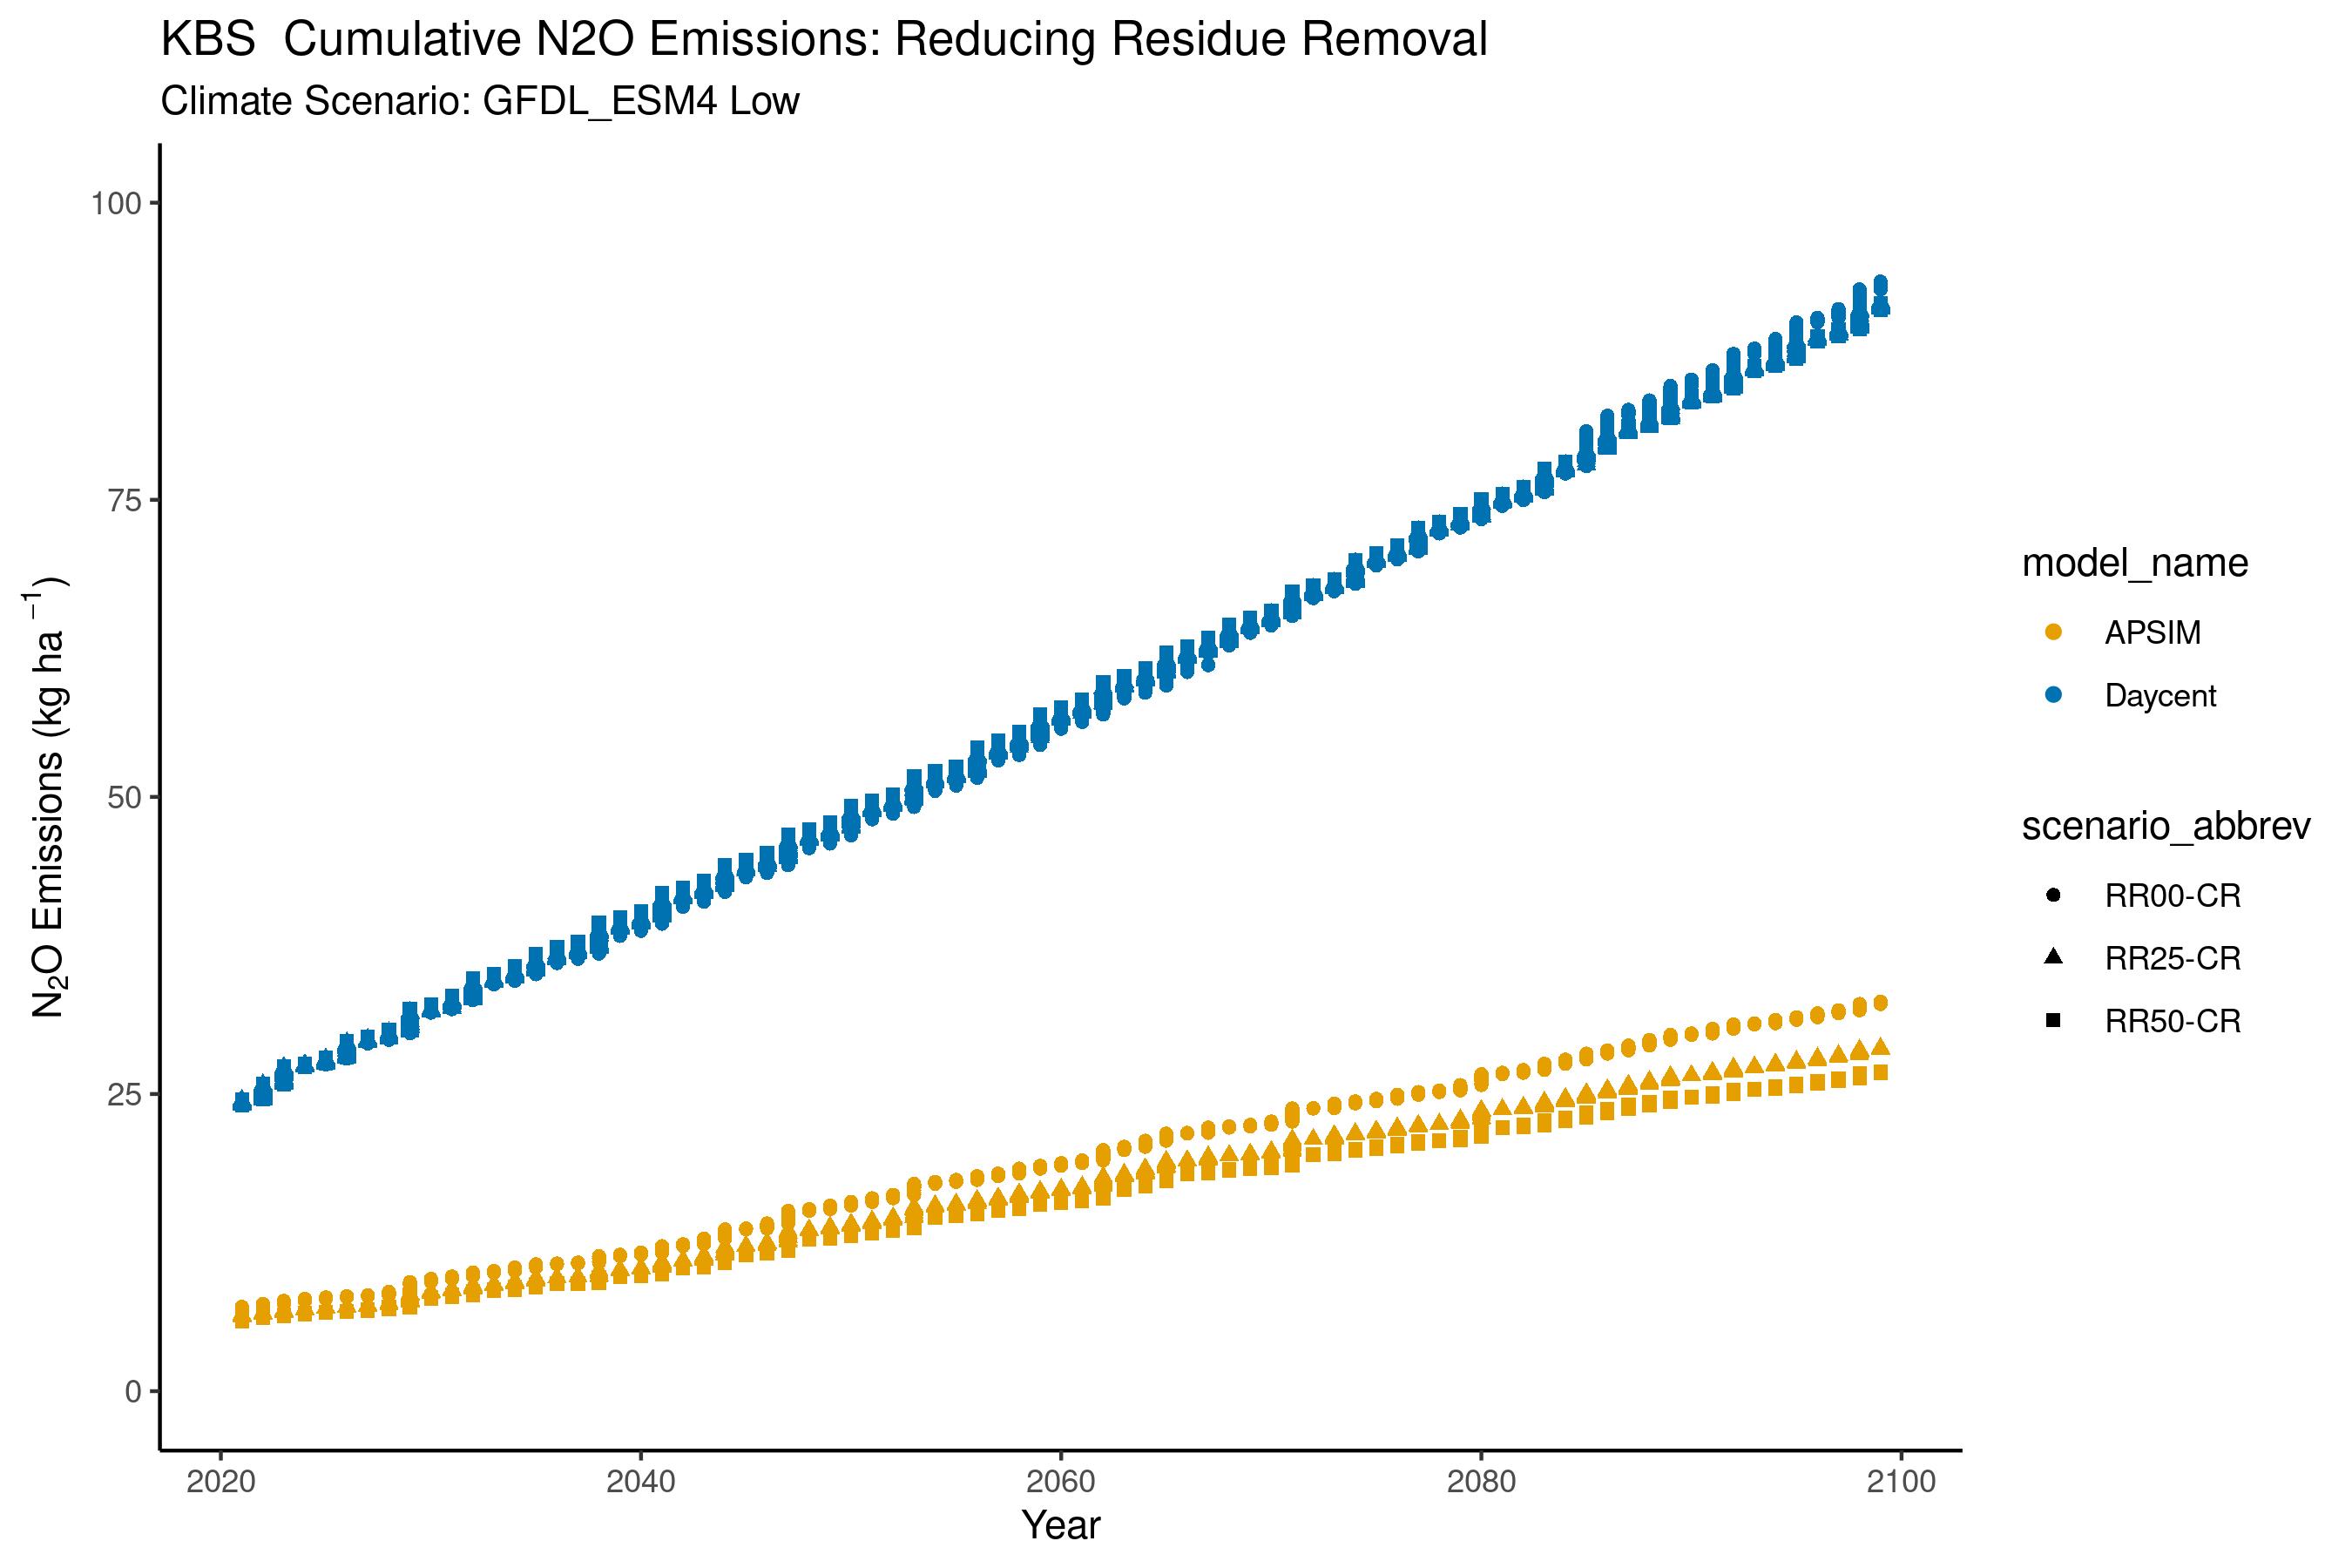 KBS  Cumulative N2O Emissions: Reducing Residue Removal
Climate Scenario: GFDL_ESM4 Low
N₂O Emissions (kg ha ⁻¹)
100
75
50
25
0
2020 2040 2060 2080 2100
Year
model_name
APSIM
Daycent
scenario_abbrev
RR00-CR
RR25-CR
RR50-CR